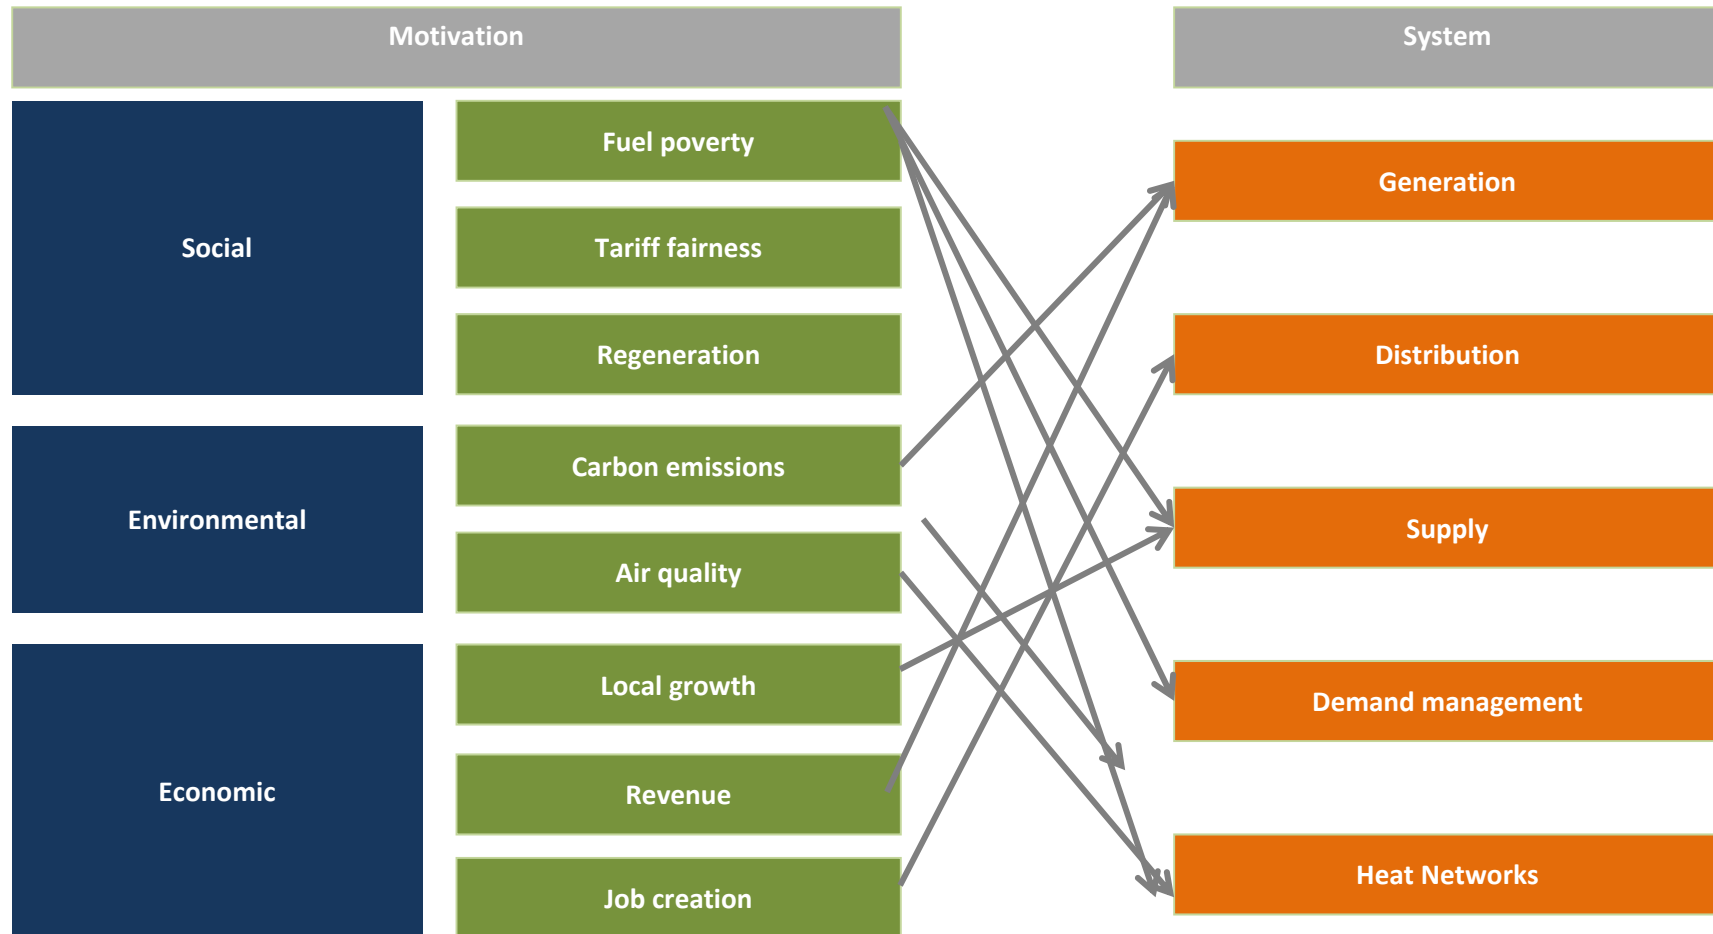 Motivation
System
Social
Fuel poverty
Tariff fairness
Regeneration
Environmental
Carbon emissions
Air quality
Economic
Local growth
Revenue
Job creation
Generation
Distribution
Supply
Demand management
Heat Networks